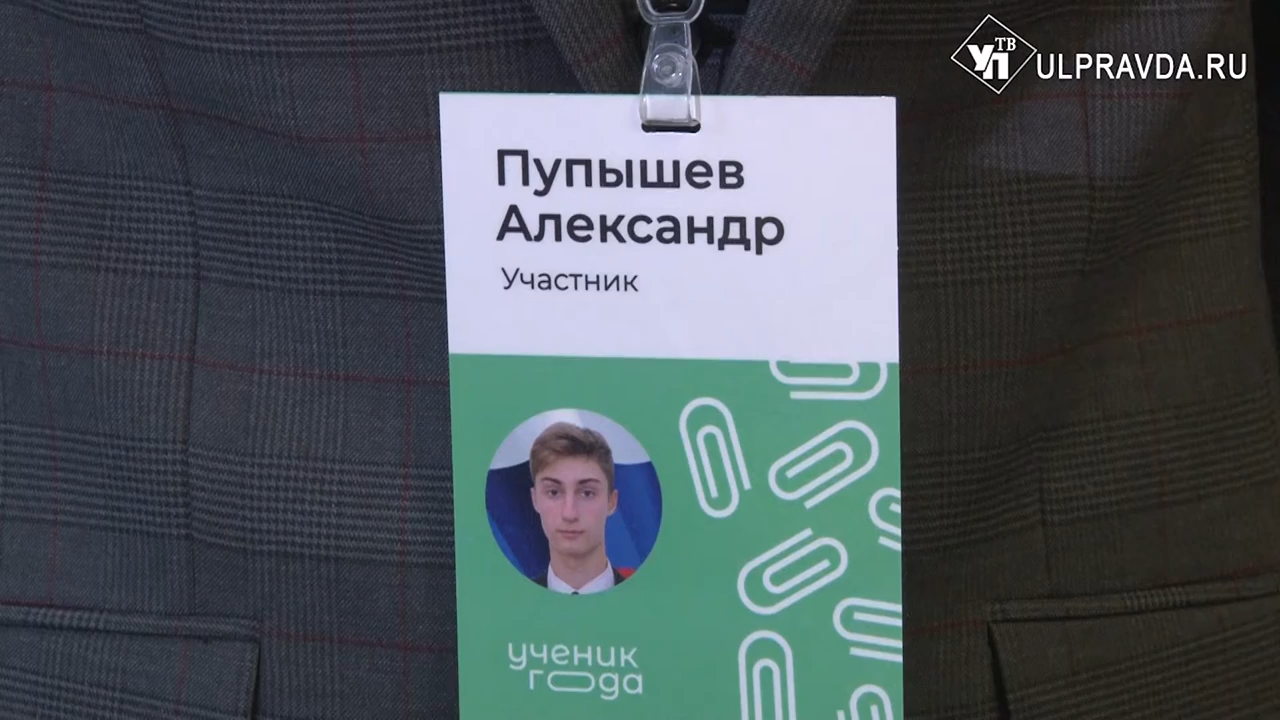 УП ТВ ULPRAVDA.RU
Пупышев
Александр
Участник
ученик
года